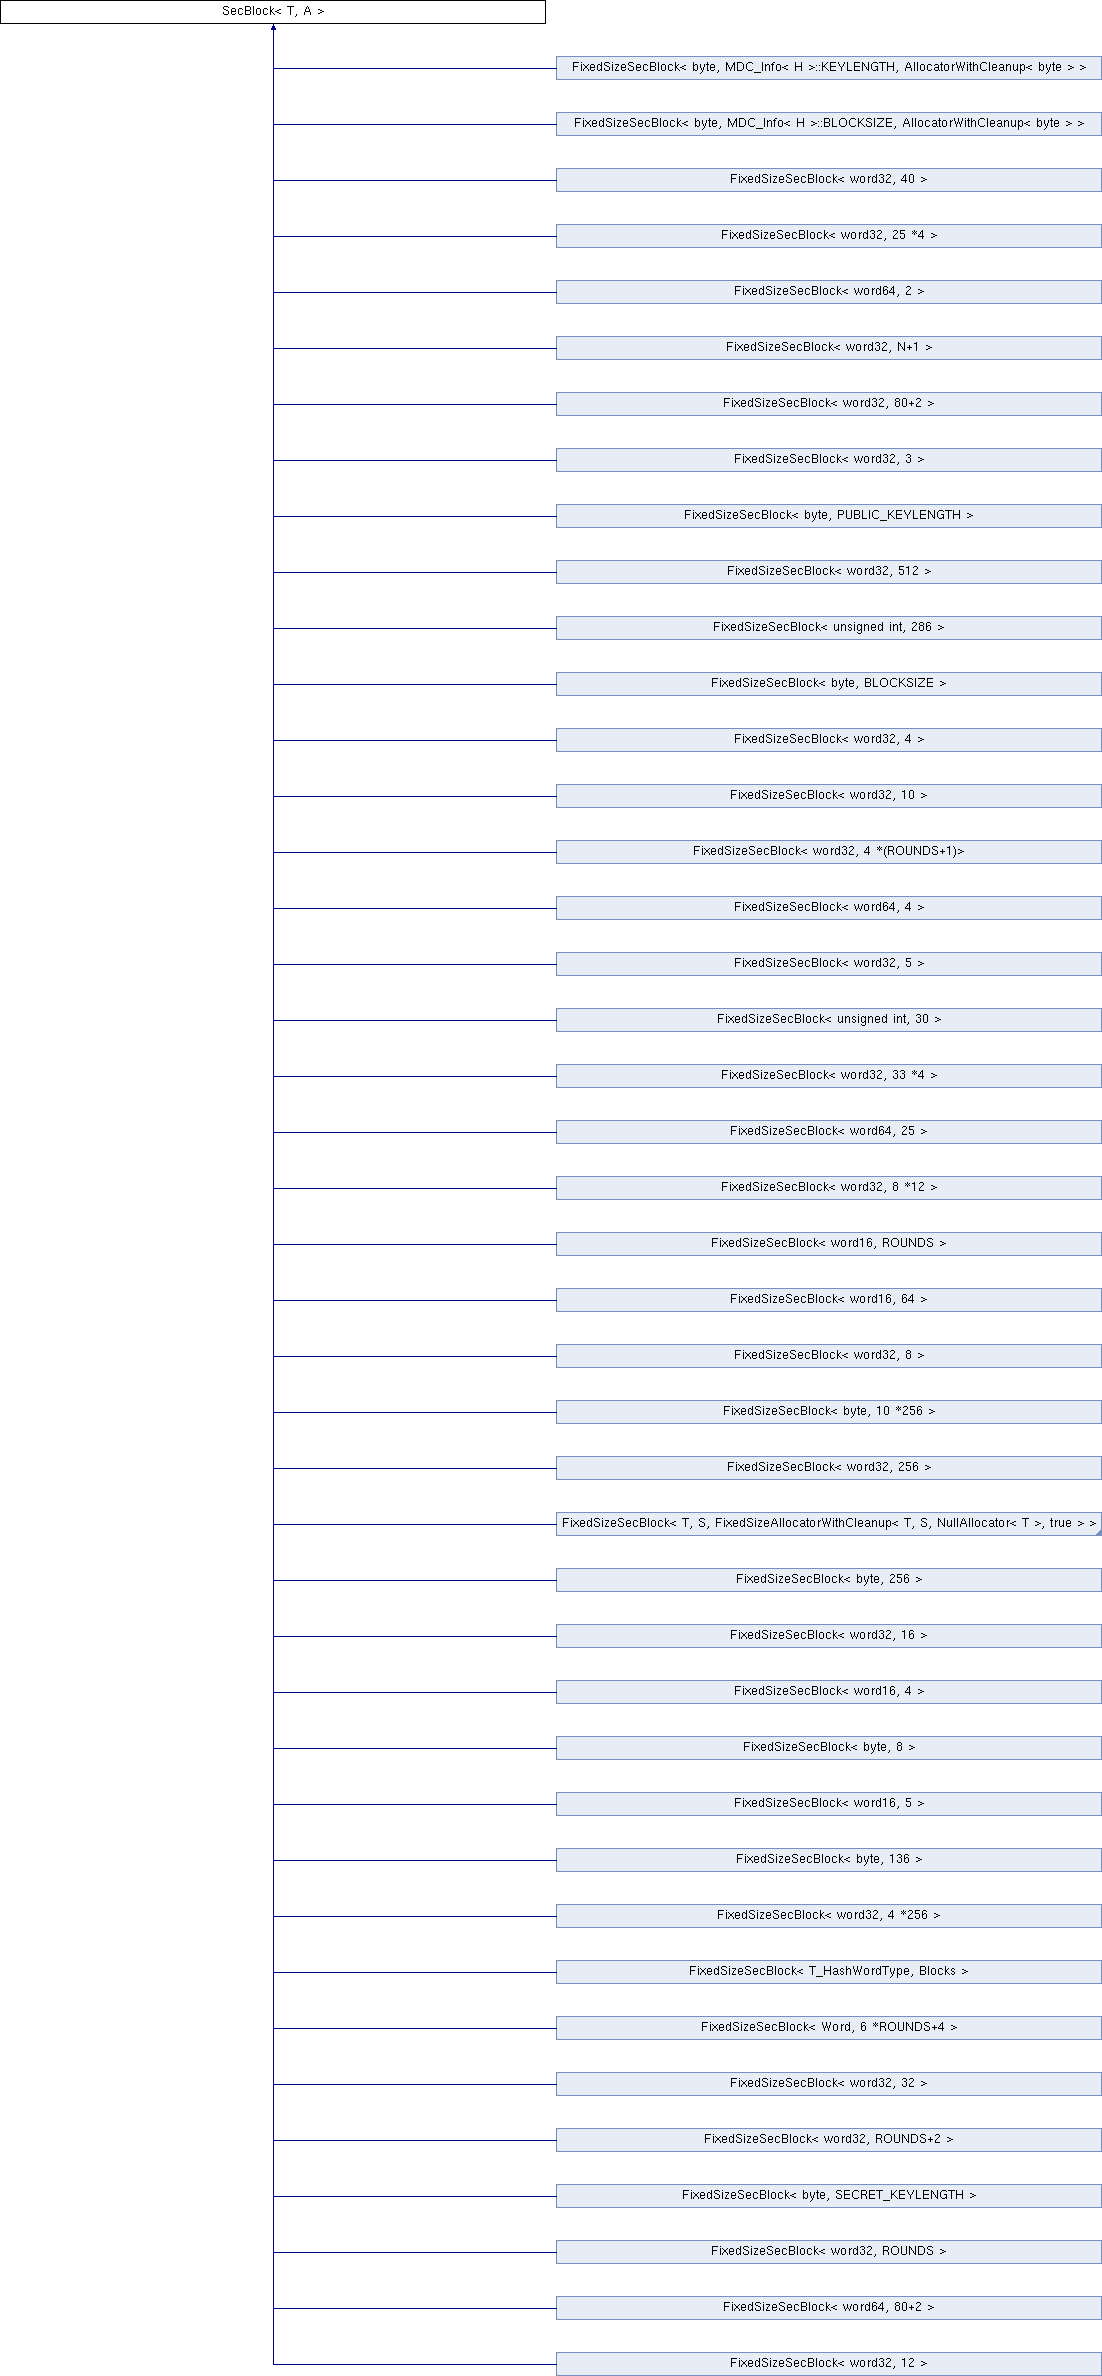 SecBlock< T, A >
FixedSizeSecBlock< byte, MDC_Info< H >::KEYLENGTH, AllocatorWithCleanup< byte > >
FixedSizeSecBlock< byte, MDC_Info< H >::BLOCKSIZE, AllocatorWithCleanup< byte > >
FixedSizeSecBlock< word32, 40 >
FixedSizeSecBlock< word32, 25 *4 >
FixedSizeSecBlock< word64, 2 >
FixedSizeSecBlock< word32, N+1 >
FixedSizeSecBlock< word32, 80+2 >
FixedSizeSecBlock< word32, 3 >
FixedSizeSecBlock< byte, PUBLIC_KEYLENGTH >
FixedSizeSecBlock< word32, 512 >
FixedSizeSecBlock< unsigned int, 286 >
FixedSizeSecBlock< byte, BLOCKSIZE >
FixedSizeSecBlock< word32, 4 >
FixedSizeSecBlock< word32, 10 >
FixedSizeSecBlock< word32, 4 *(ROUNDS+1)>
FixedSizeSecBlock< word64, 4 >
FixedSizeSecBlock< word32, 5 >
FixedSizeSecBlock< unsigned int, 30 >
FixedSizeSecBlock< word32, 33 *4 >
FixedSizeSecBlock< word64, 25 >
FixedSizeSecBlock< word32, 8 *12 >
FixedSizeSecBlock< word16, ROUNDS >
FixedSizeSecBlock< word16, 64 >
FixedSizeSecBlock< word32, 8 >
FixedSizeSecBlock< byte, 10 *256 >
FixedSizeSecBlock< word32, 256 >
FixedSizeSecBlock< T, S, FixedSizeAllocatorWithCleanup< T, S, NullAllocator< T >, true > >
FixedSizeSecBlock< byte, 256 >
FixedSizeSecBlock< word32, 16 >
FixedSizeSecBlock< word16, 4 >
FixedSizeSecBlock< byte, 8 >
FixedSizeSecBlock< word16, 5 >
FixedSizeSecBlock< byte, 136 >
FixedSizeSecBlock< word32, 4 *256 >
FixedSizeSecBlock< T_HashWordType, Blocks >
FixedSizeSecBlock< Word, 6 *ROUNDS+4 >
FixedSizeSecBlock< word32, 32 >
FixedSizeSecBlock< word32, ROUNDS+2 >
FixedSizeSecBlock< byte, SECRET_KEYLENGTH >
FixedSizeSecBlock< word32, ROUNDS >
FixedSizeSecBlock< word64, 80+2 >
FixedSizeSecBlock< word32, 12 >